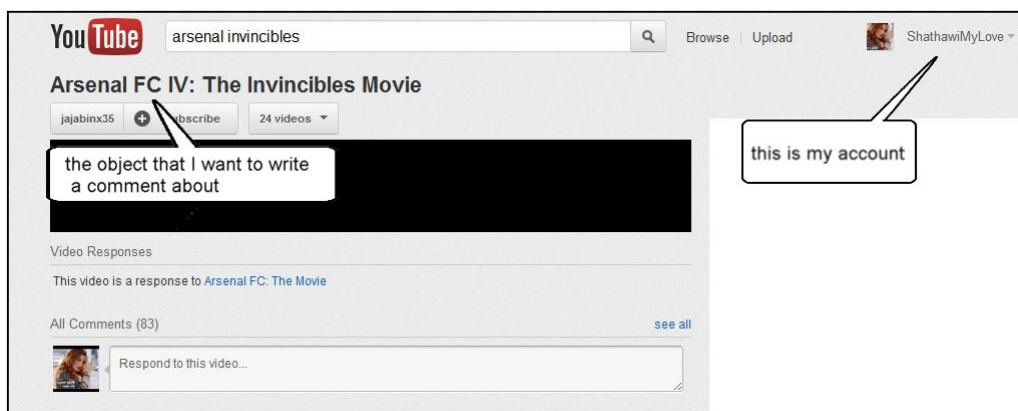 YouTube arsenal invincibles Browse Upload ShathawiMyLove
Arsenal FC IV: The Invincibles Movie
jajabinx35 ubscribe 24 videos
the object that I want to write
a comment about
this is my account
Video Responses
This video is a response to Arsenal FC: The Movie
All Comments (83) see all
Respond to this video...